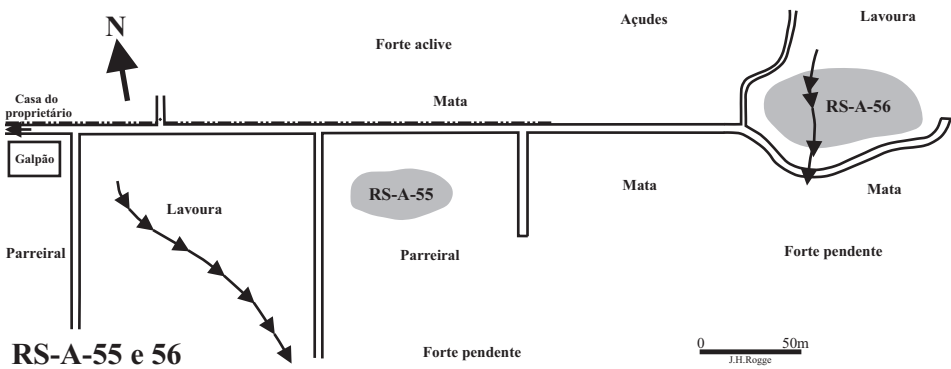 N
Açudes
Lavoura
Forte aclive
Casa do
proprietário
Mata
RS-A-56
Galpão
RS-A-55
Mata
Mata
Lavoura
Parreiral
Parreiral
Forte pendente
RS-A-55 e 56
Forte pendente
0 50m
J.H.Rogge